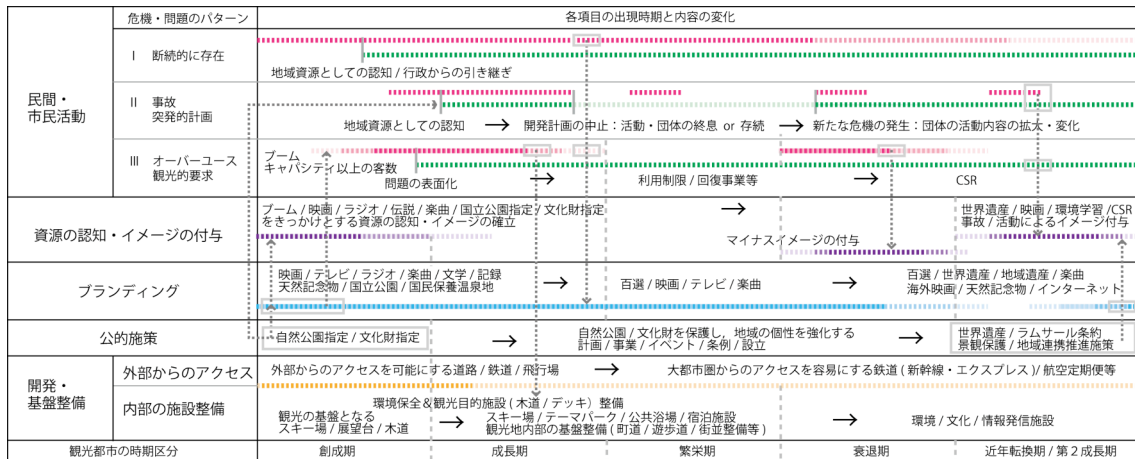 危機・問題のパターン
各項目の出現時期と内容の変化
民間・
市民活動
Ⅰ 断続的に存在
地域資源としての認知 / 行政からの引き継ぎ
Ⅱ 事故
突発的計画
地域資源としての認知 → 開発計画の中止：活動・団体の終息 or 存続 → 新たな危機の発生：団体の活動内容の拡大・変化
Ⅲ オーバーユース
観光的要求
ブーム
キャパシティ以上の客数
問題の表面化 → 利用制限 / 回復事業等 → CSR
資源の認知・イメージの付与
ブーム / 映画 / ラジオ / 伝説 / 楽曲 / 国立公園指定 / 文化財指定
をきっかけとする資源の認知・イメージの確立
→
マイナスイメージの付与
世界遺産 / 映画 / 環境学習 /CSR
事故 / 活動によるイメージ付与
ブランディング
映画 / テレビ / ラジオ / 楽曲 / 文学 / 記録
天然記念物 / 国立公園 / 国民保養温泉地
→ 百選 / 映画 / テレビ / 楽曲 →
百選 / 世界遺産 / 地域遺産 / 楽曲
海外映画 / 天然記念物 / インターネット
公的施策
自然公園指定 / 文化財指定
→
自然公園 / 文化財を保護し，地域の個性を強化する
計画 / 事業 / イベント / 条例 / 設立
→
世界遺産 / ラムサール条約
景観保護 / 地域連携推進施策
開発・
基盤整備
外部からのアクセス
外部からのアクセスを可能にする道路 / 鉄道 / 飛行場 → 大都市圏からのアクセスを容易にする鉄道 ( 新幹線・エクスプレス )/ 航空定期便等
内部の施設整備
環境保全＆観光目的施設 ( 木道 / デッキ ) 整備
観光の基盤となる
スキー場 / 展望台 / 木道
→
スキー場 / テーマパーク / 公共浴場 / 宿泊施設
観光地内部の基盤整備 ( 町道 / 遊歩道 / 街並整備等 )
→ 環境 / 文化 / 情報発信施設
観光都市の時期区分
創成期
成長期
繁栄期
衰退期
近年転換期 / 第２成長期